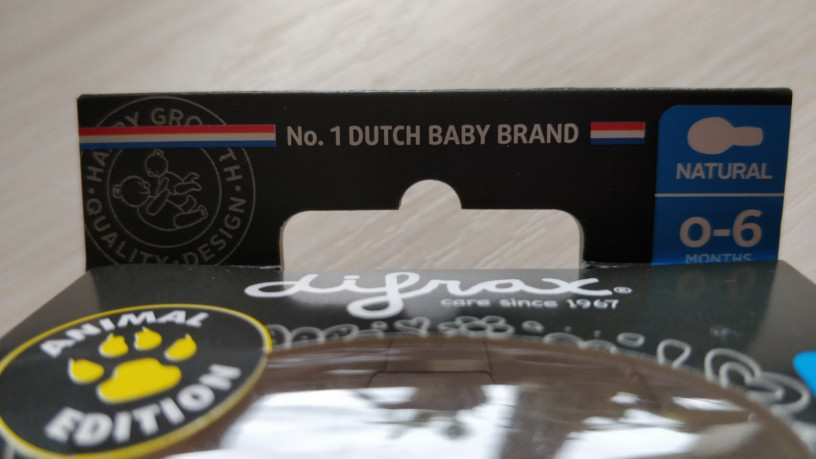 HAPPY GROWTH
QUALITY · DESIGN
No. 1 DUTCH BABY BRAND
NATURAL
0-6
MONTHS
difrax®
care since 1967
ANIMAL
EDITION